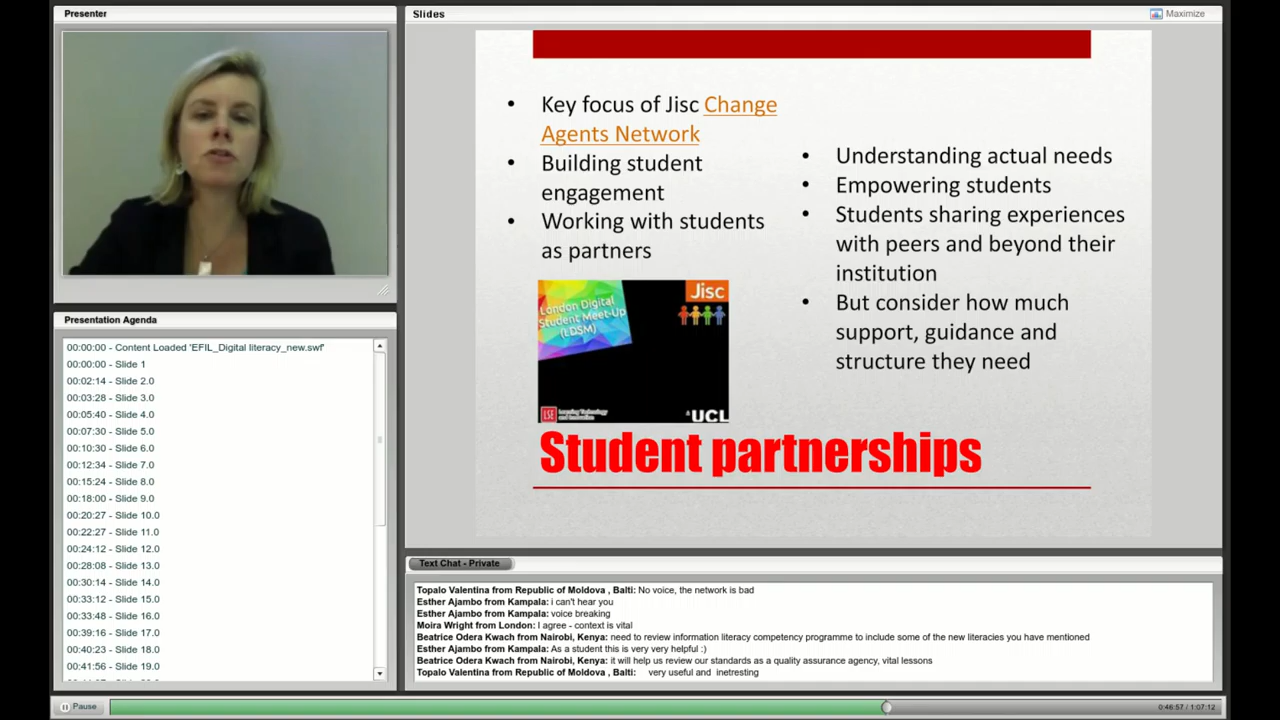 Presenter
Presentation Agenda
00:00:00 - Content Loaded 'EFIL_Digital literacy_new.swf'
00:00:00 - Slide 1
00:02:14 - Slide 2.0
00:03:28 - Slide 3.0
00:05:40 - Slide 4.0
00:07:30 - Slide 5.0
00:10:30 - Slide 6.0
00:12:34 - Slide 7.0
00:15:24 - Slide 8.0
00:18:00 - Slide 9.0
00:20:27 - Slide 10.0
00:22:27 - Slide 11.0
00:24:12 - Slide 12.0
00:28:08 - Slide 13.0
00:30:14 - Slide 14.0
00:33:12 - Slide 15.0
00:33:48 - Slide 16.0
00:39:16 - Slide 17.0
00:40:23 - Slide 18.0
00:41:56 - Slide 19.0
Slides
Maximize
• Key focus of Jisc Change
Agents Network
• Building student
engagement
• Working with students
as partners
London Digital
Student Meet-Up
(LDSM)
Jisc
LSE Learning Technology
and Innovation
UCL
• Understanding actual needs
• Empowering students
• Students sharing experiences
with peers and beyond their
institution
• But consider how much
support, guidance and
structure they need
Student partnerships
Text Chat - Private
Topalo Valentina from Republic of Moldova , Balti: No voice, the network is bad
Esther Ajambo from Kampala: i can't hear you
Esther Ajambo from Kampala: voice breaking
Moira Wright from London: I agree - context is vital
Beatrice Odera Kwach from Nairobi, Kenya: need to review information literacy competency programme to include some of the new literacies you have mentioned
Esther Ajambo from Kampala: As a student this is very very helpful :)
Beatrice Odera Kwach from Nairobi, Kenya: it will help us review our standards as a quality assurance agency, vital lessons
Topalo Valentina from Republic of Moldova , Balti: very useful and inetresting
Pause
0:46:57 / 1:07:12